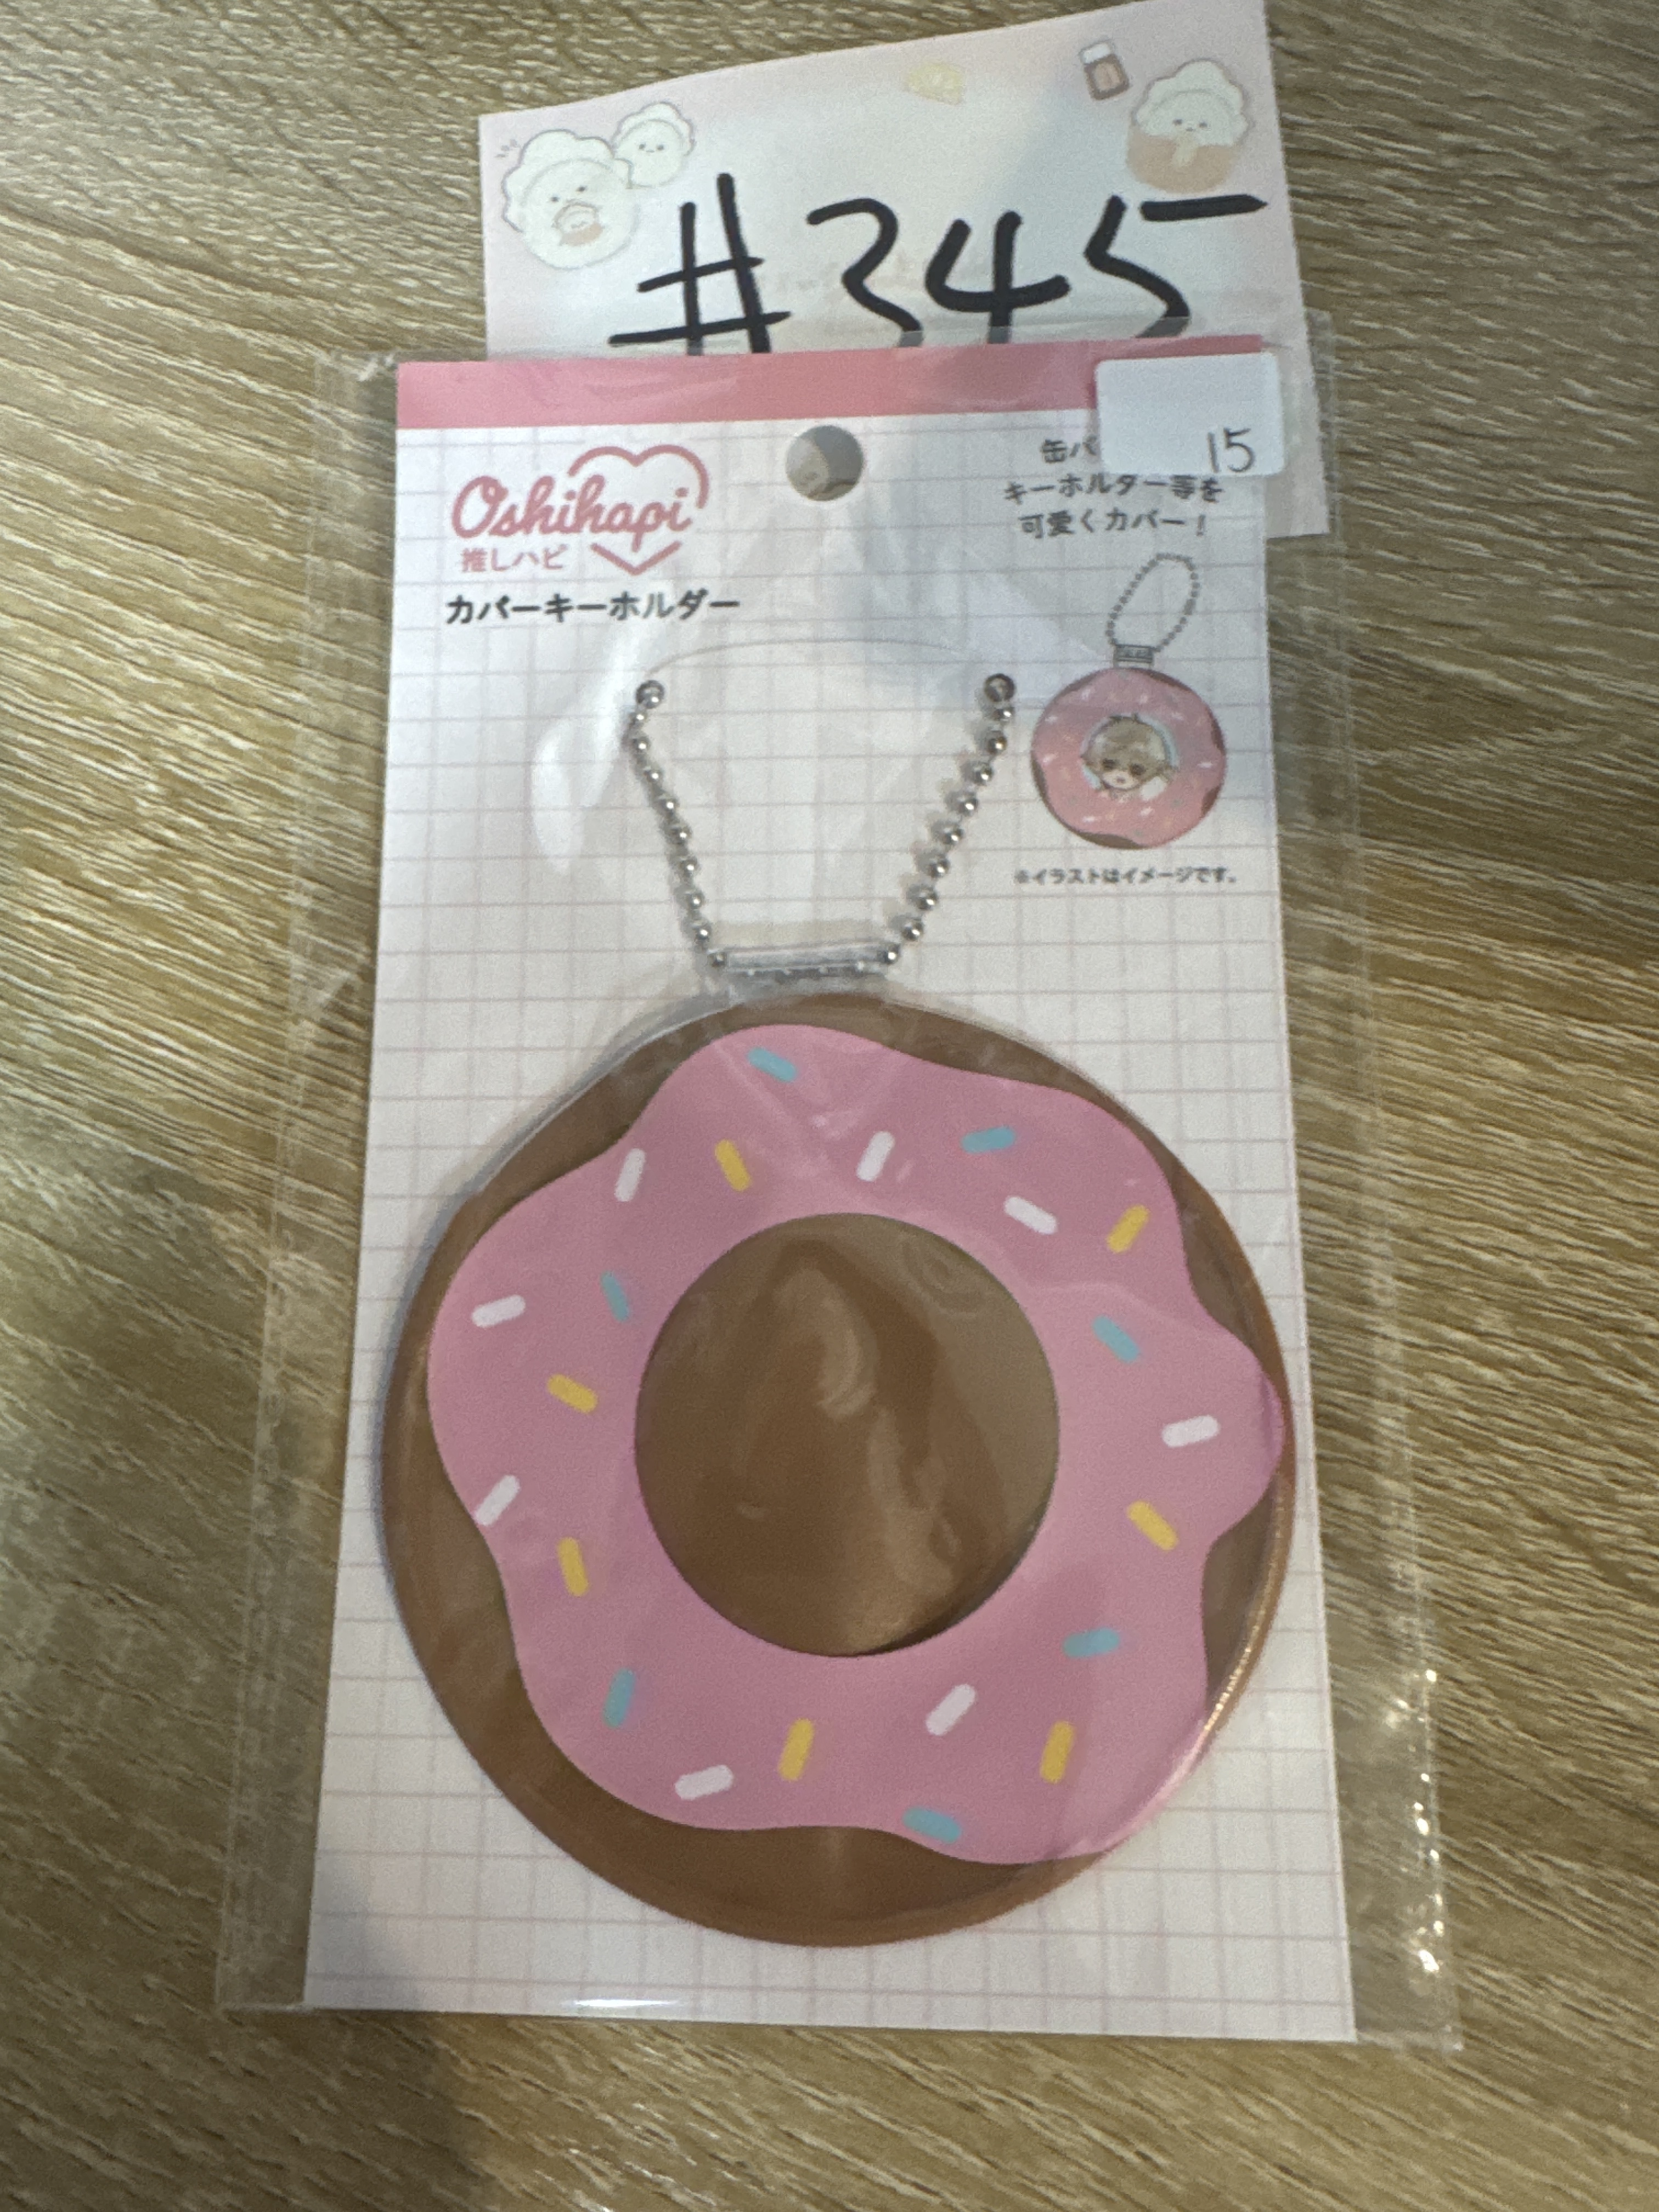 #345
15
Oshihapi
推しハピ
カバーキーホルダー
缶バ
キーホルダー等を
可愛くカバー！
※イラストはイメージです。